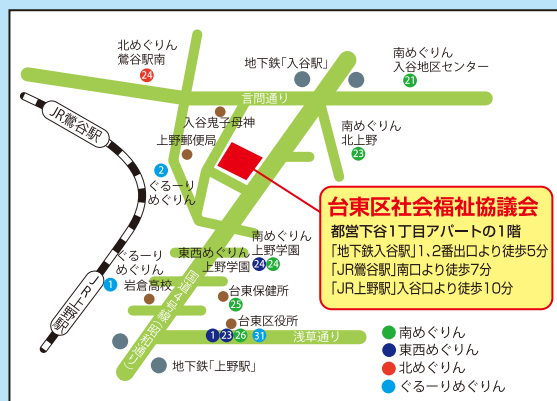 北めぐりん
鶯谷駅南
24
地下鉄「入谷駅」
南めぐりん
入谷地区センター
21
言問通り
JR鶯谷駅
入谷鬼子母神
上野郵便局
南めぐりん
北上野
23
2
ぐるーり
めぐりん
台東区社会福祉協議会
都営下谷1丁目アパートの1階
「地下鉄入谷駅」1、2番出口より徒歩5分
「JR鶯谷駅」南口より徒歩7分
「JR上野駅」入谷口より徒歩10分
南めぐりん
上野学園
24
東西めぐりん
上野学園
24
ぐるーり
めぐりん
1
岩倉高校
国道4号線(昭和通り)
台東保健所
25
JR上野駅
台東区役所
1 23 26 31
浅草通り
地下鉄「上野駅」
南めぐりん
東西めぐりん
北めぐりん
ぐるーりめぐりん